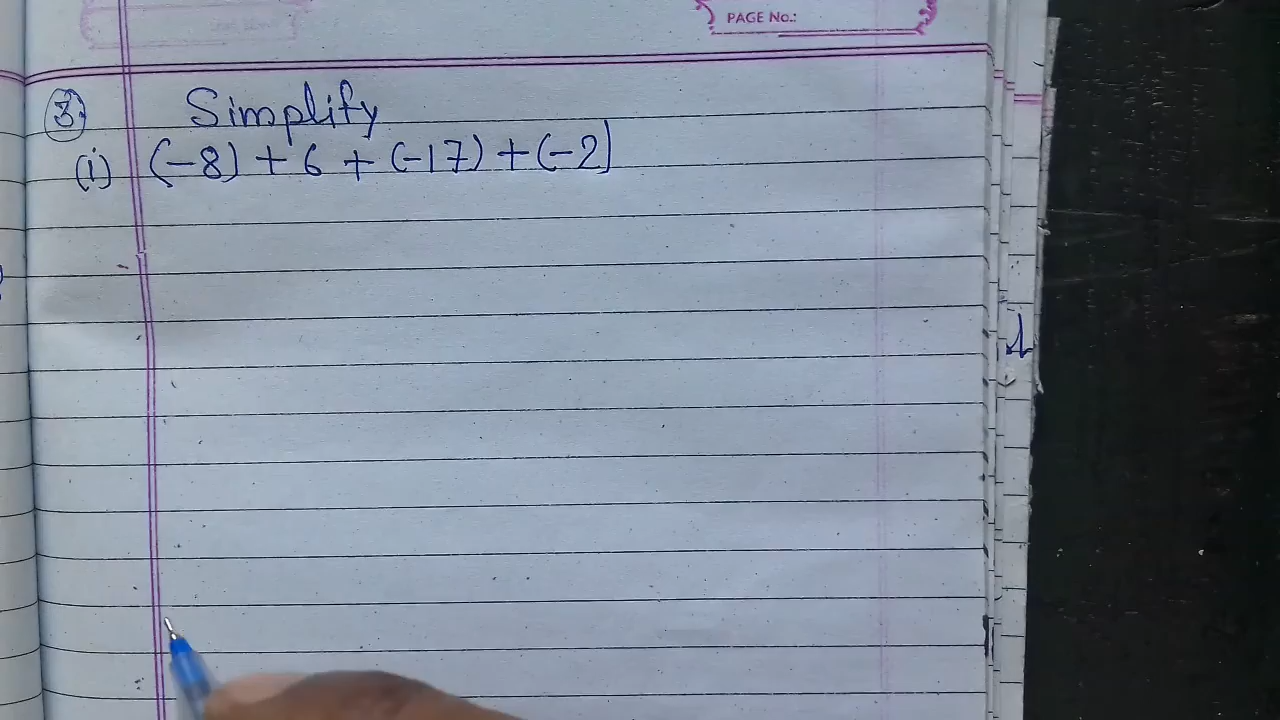 PAGE No.:
3. Simplify
(i) (-8) + 6 + (-17) + (-2)